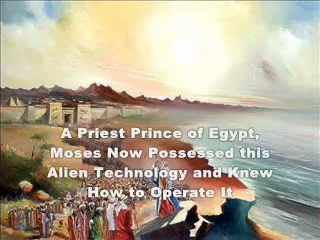 A Priest Prince of Egypt,
Moses Now Possessed this
Alien Technology and Knew
How to Operate It